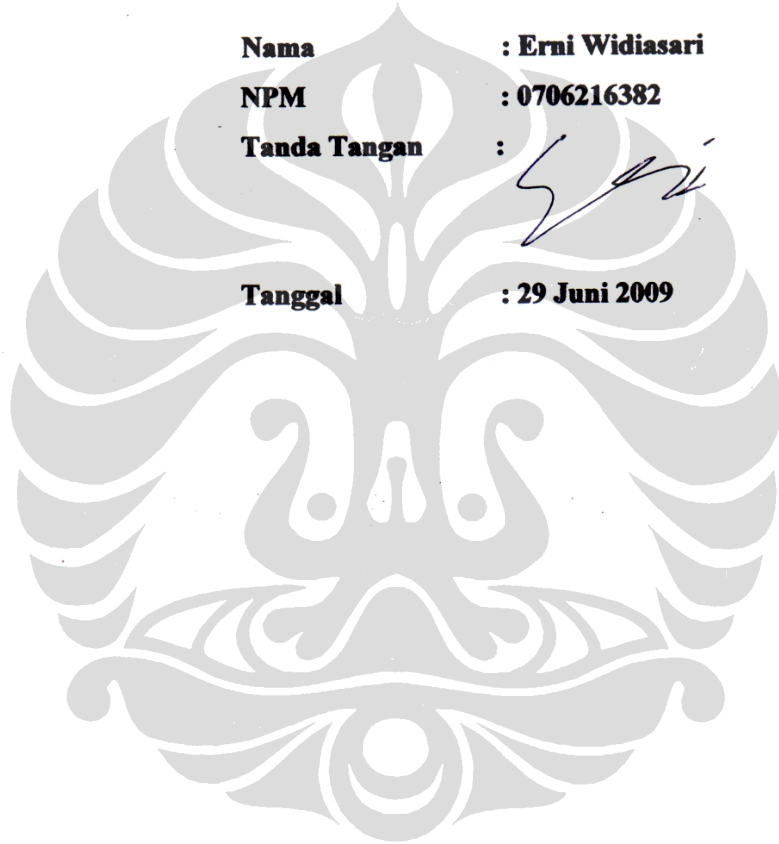 Nama : Erni Widiasari
NPM : 0706216382
Tanda Tangan :
Tanggal : 29 Juni 2009